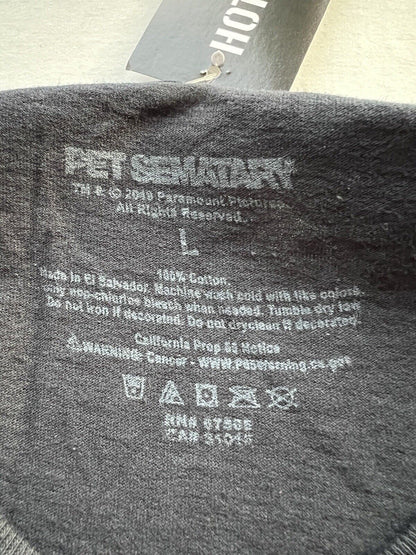 HOT
PET SEMATARY
TM & © 2019 Paramount Pictures.
All Rights Reserved.
L
100% Cotton.
Made in El Salvador. Machine wash cold with like colors.
only non-chlorine bleach when needed. Tumble dry low
Do not iron if decorated. Do not dryclean if decorated.
California Prop 65 Notice
⚠WARNING: Cancer - www.P65Warning.ca.gov
RN#
CA#